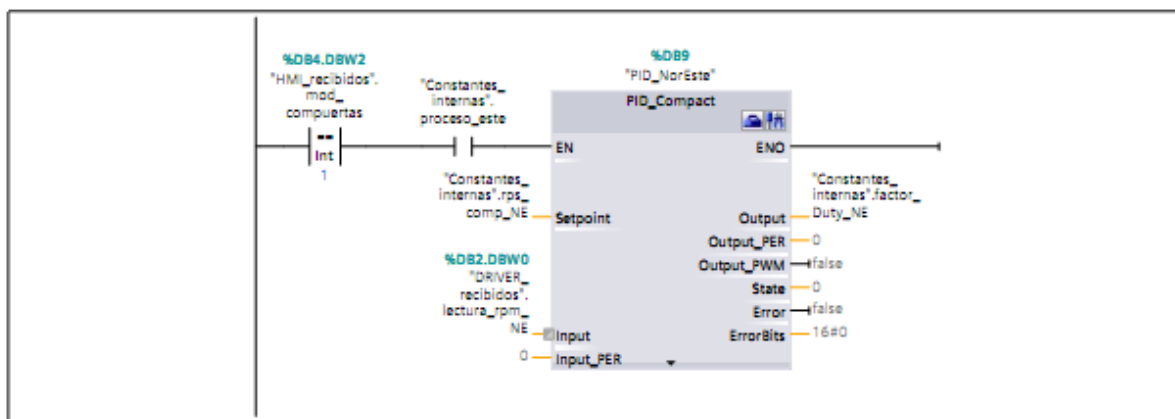 %DB4.DBW2
"HMI_recibidos".
mod_
compuertas
==
Int
1
"Constantes_
internas".
proceso_este
%DB9
"PID_NorEste"
PID_Compact
EN
ENO
"Constantes_
internas".rps_
comp_NE
Setpoint
%DB2.DBW0
"DRIVER_
recibidos".
lectura_rpm_
NE
Input
0
Input_PER
"Constantes_
internas".factor_
Duty_NE
Output
Output_PER
0
Output_PWM
false
State
0
Error
false
ErrorBits
16#0